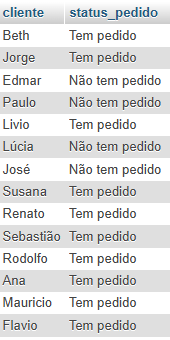 cliente status_pedido
Beth Tem pedido
Jorge Tem pedido
Edmar Não tem pedido
Paulo Não tem pedido
Livio Tem pedido
Lúcia Não tem pedido
José Não tem pedido
Susana Tem pedido
Renato Tem pedido
Sebastião Tem pedido
Rodolfo Tem pedido
Ana Tem pedido
Mauricio Tem pedido
Flavio Tem pedido